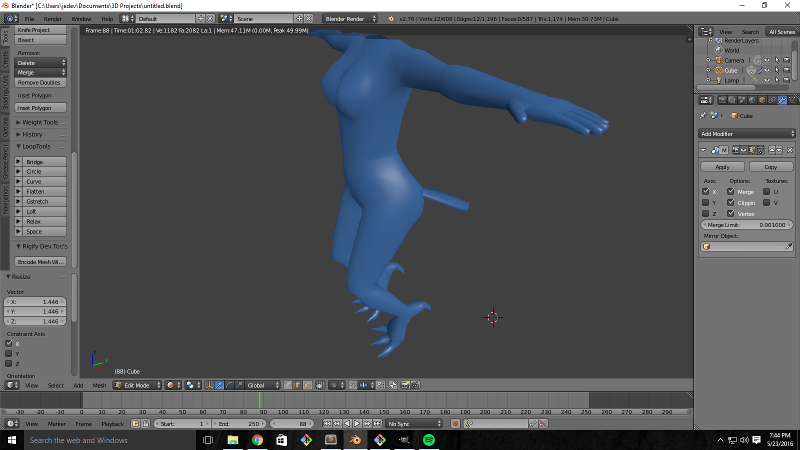 Blender* [C:\Users\jedev\Documents\3D Projects\untitled.blend]
File Render Window Help Default Scene Blender Render v2.76 | Verts:12/608 | Edges:12/1,196 | Faces:0/587 | Tris:1,174 | Mem:30.73M | Cube
Frame:88 | Time:01:02.82 | Ve:1182 Fa:2082 La:1 | Mem:47.11M (0.00M, Peak 49.99M)
Knife Project
Bisect
Remove:
Delete
Merge
Remove Doubles
Inset Polygon
Inset Polygon
Weight Tools
History
LoopTools
Bridge
Circle
Curve
Flatten
Gstretch
Loft
Relax
Space
Rigify Dev Tools
Encode Mesh Wi...
Tools
Create
Options
Grease Pencil
Navigation
Resize
Vector
X: 1.446
Y: 1.446
Z: 1.446
Constraint Axis
X
Y
Z
Orientation
(88) Cube
View Select Add Mesh Edit Mode Global
View Search All Scenes
RenderLayers
World
Camera
Cube
Lamp
Cube
Add Modifier
M
Apply Copy
Axis: Options: Textures:
X Merge U
Y Clippin V
Z Vertex
Merge Limit: 0.001000
Mirror Object:
-30 -20 -10 0 10 20 30 40 50 60 70 80 90 100 110 120 130 140 150 160 170 180 190 200 210 220 230 240 250 260 270 280 290
View Marker Frame Playback Start: 1 End: 250 88 No Sync
Search the web and Windows
7:44 PM
5/23/2016